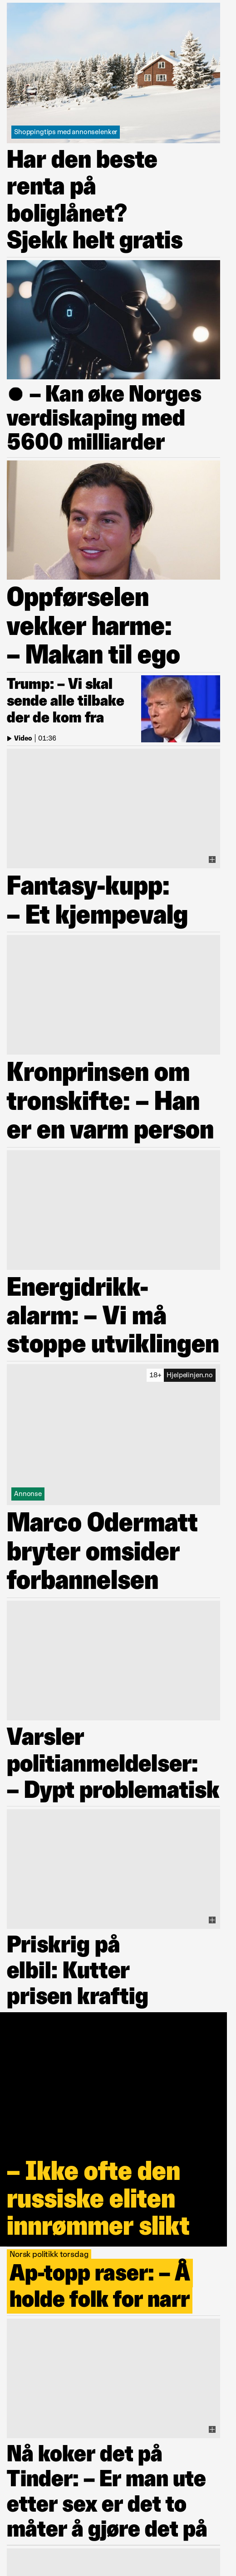 Shoppingtips med annonselenker
Har den beste
renta på
boliglånet?
Sjekk helt gratis
● – Kan øke Norges
verdiskaping med
5600 milliarder
Oppførselen
vekker harme:
– Makan til ego
Trump: – Vi skal
sende alle tilbake
der de kom fra
Video | 01:36
Fantasy-kupp:
– Et kjempevalg
Kronprinsen om
tronskifte: – Han
er en varm person
Energidrikk-
alarm: – Vi må
stoppe utviklingen
18+ Hjelpelinjen.no
Annonse
Marco Odermatt
bryter omsider
forbannelsen
Varsler
politianmeldelser:
– Dypt problematisk
Priskrig på
elbil: Kutter
prisen kraftig
– Ikke ofte den
russiske eliten
innrømmer slikt
Norsk politikk torsdag
Ap-topp raser: – Å
holde folk for narr
Nå koker det på
Tinder: – Er man ute
etter sex er det to
måter å gjøre det på